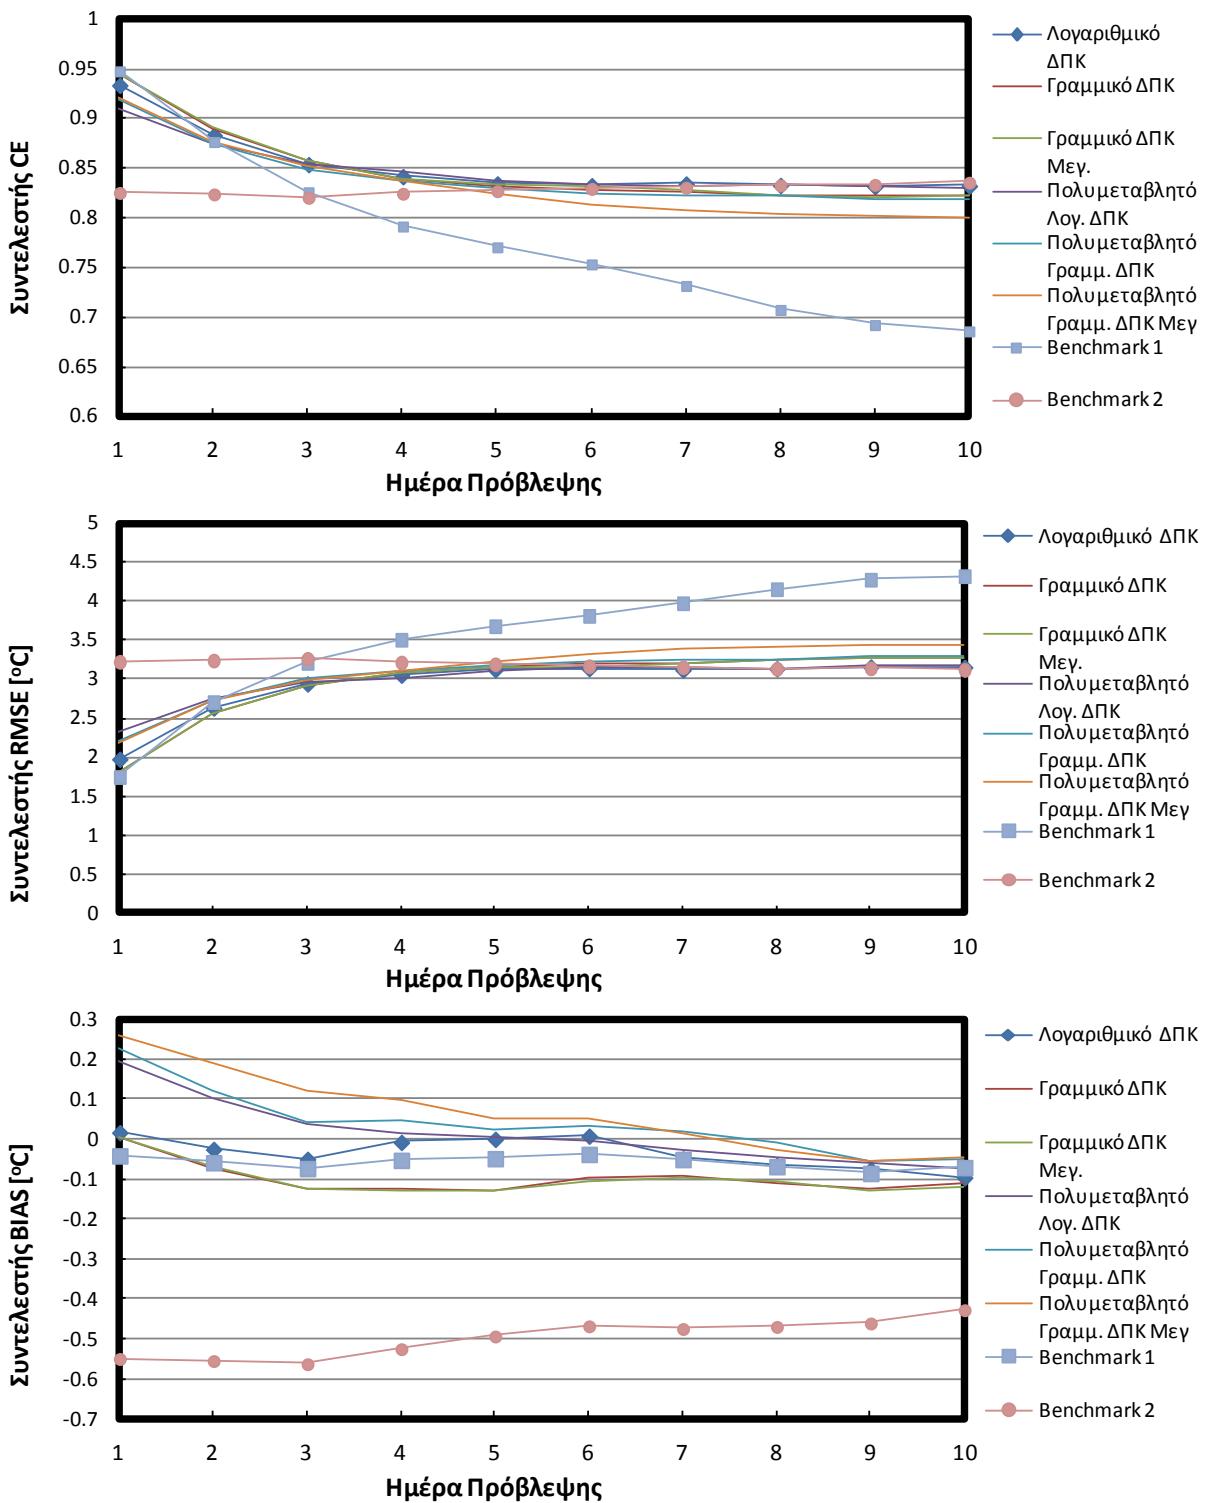 1
0.95
0.9
0.85
0.8
0.75
0.7
0.65
0.6
Συντελεστής CE
1 2 3 4 5 6 7 8 9 10
Ημέρα Πρόβλεψης
Λογαριθμικό
ΔΠΚ
Γραμμικό ΔΠΚ
Γραμμικό ΔΠΚ
Μεγ.
Πολυμεταβλητό
Λογ. ΔΠΚ
Πολυμεταβλητό
Γραμμ. ΔΠΚ
Πολυμεταβλητό
Γραμμ. ΔΠΚ Μεγ
Benchmark 1
Benchmark 2
5
4.5
4
3.5
3
2.5
2
1.5
1
0.5
0
Συντελεστής RMSE [°C]
1 2 3 4 5 6 7 8 9 10
Ημέρα Πρόβλεψης
Λογαριθμικό ΔΠΚ
Γραμμικό ΔΠΚ
Γραμμικό ΔΠΚ
Μεγ.
Πολυμεταβλητό
Λογ. ΔΠΚ
Πολυμεταβλητό
Γραμμ. ΔΠΚ
Πολυμεταβλητό
Γραμμ. ΔΠΚ Μεγ
Benchmark 1
Benchmark 2
0.3
0.2
0.1
0
-0.1
-0.2
-0.3
-0.4
-0.5
-0.6
-0.7
Συντελεστής BIAS [°C]
1 2 3 4 5 6 7 8 9 10
Ημέρα Πρόβλεψης
Λογαριθμικό ΔΠΚ
Γραμμικό ΔΠΚ
Γραμμικό ΔΠΚ
Μεγ.
Πολυμεταβλητό
Λογ. ΔΠΚ
Πολυμεταβλητό
Γραμμ. ΔΠΚ
Πολυμεταβλητό
Γραμμ. ΔΠΚ Μεγ
Benchmark 1
Benchmark 2